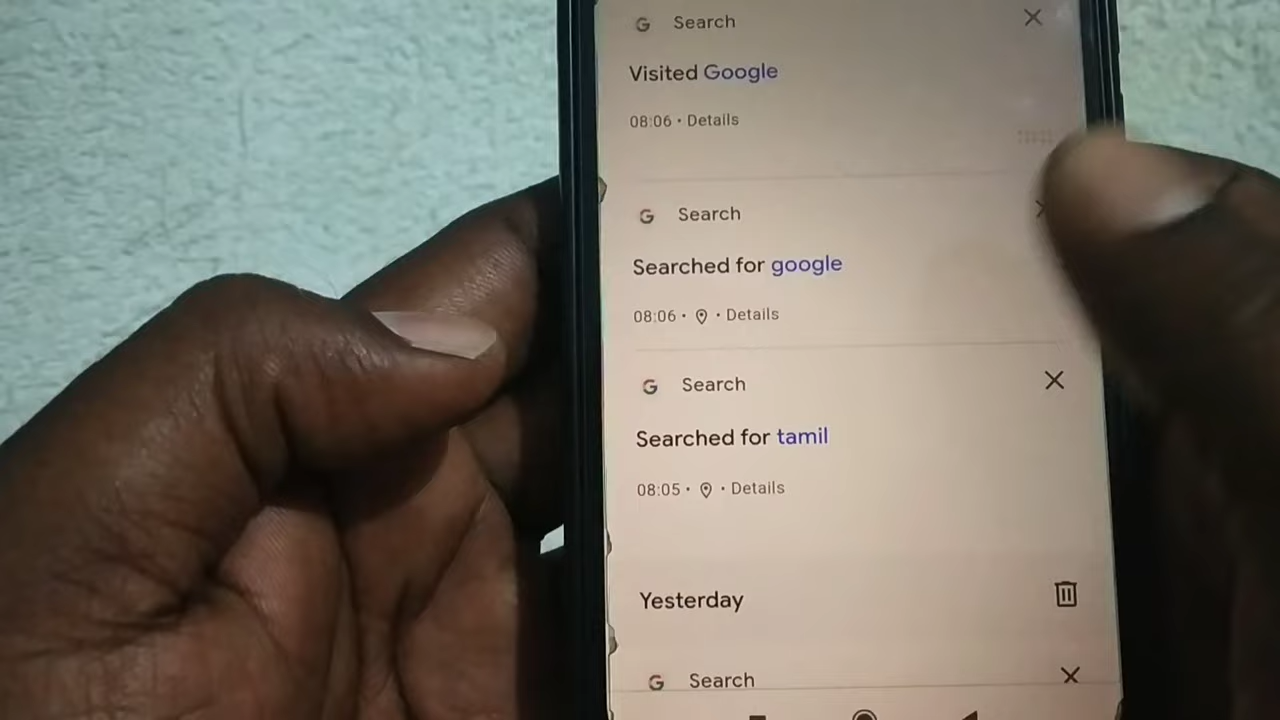 Search
Visited Google
08:06 • Details
Search
Searched for google
08:06 • • Details
Search
Searched for tamil
08:05 • • Details
Yesterday
Search